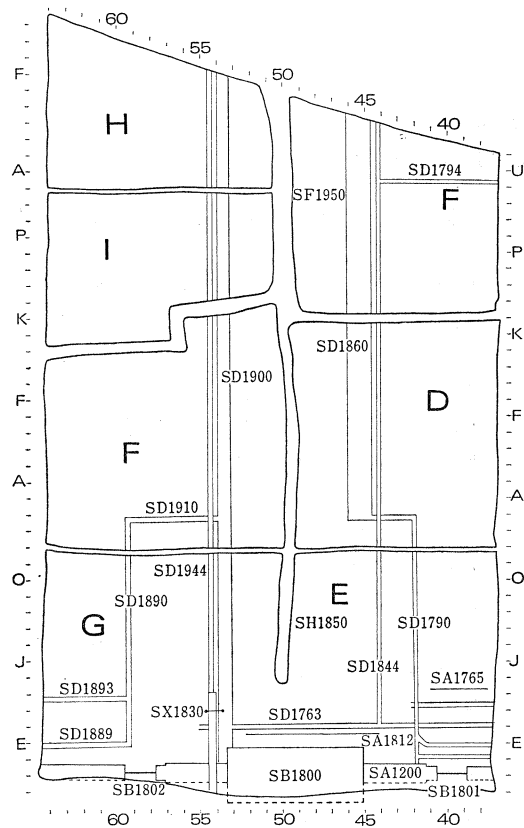 60
55
50
45
40
F
H
A
U
SD1794
SF1950
F
P
I
P
K
K
SD1860
SD1900
F
D
F
F
A
A
SD1910
O
SD1944
O
SD1890
E
G
SH1850
SD1790
J
SD1844
J
SA1765
SD1893
SX1830
SD1763
SD1889
SA1812
E
E
SB1800
SA1200
SB1802
SB1801
60
55
50
45
40